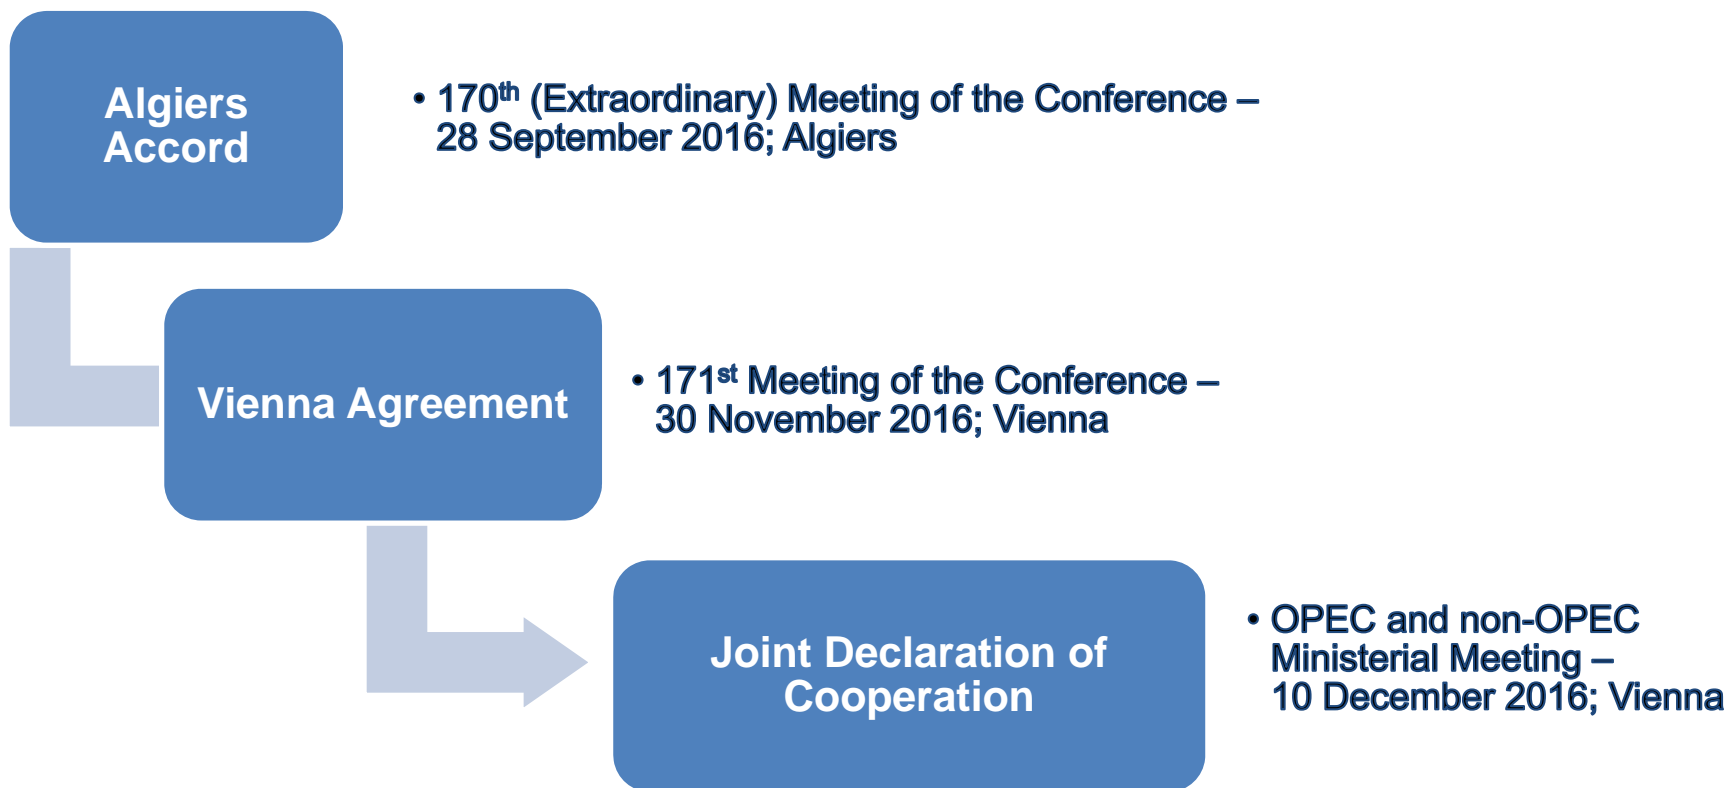 Algiers
Accord
• 170th (Extraordinary) Meeting of the Conference –
28 September 2016; Algiers
Vienna Agreement
• 171st Meeting of the Conference –
30 November 2016; Vienna
Joint Declaration of
Cooperation
• OPEC and non-OPEC
Ministerial Meeting –
10 December 2016; Vienna